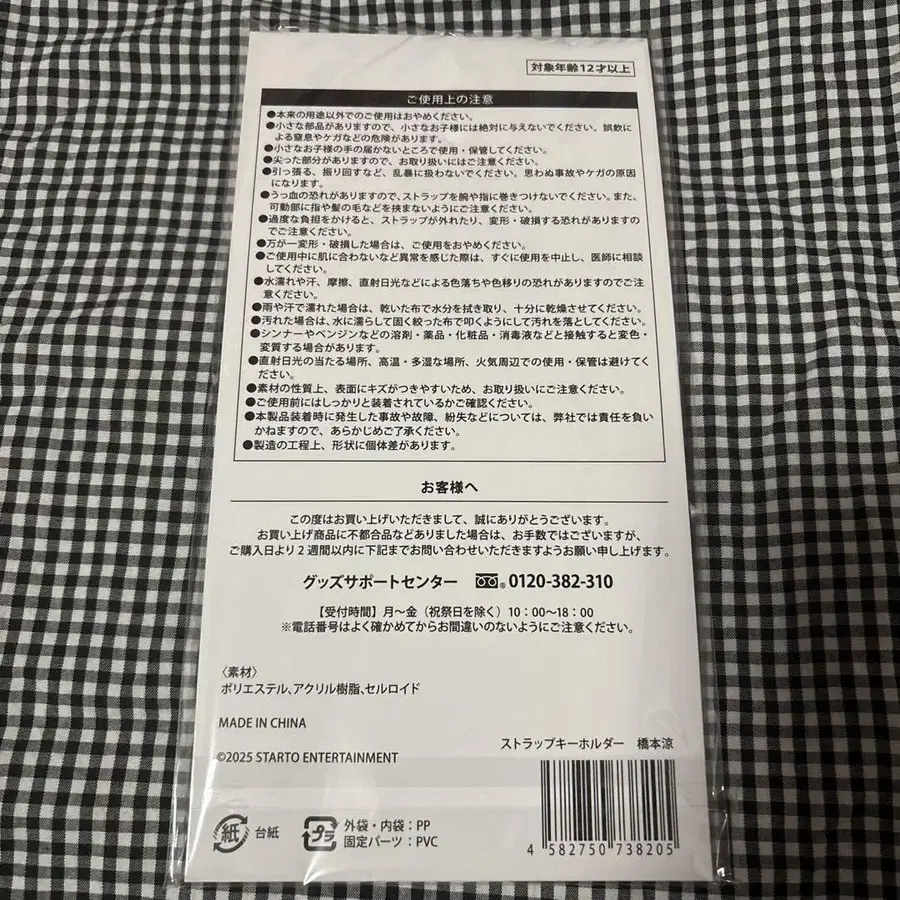 対象年齢12才以上
ご使用上の注意
●本来の用途以外でのご使用はおやめください。
●小さな部品がありますので、小さなお子様には絶対に与えないでください。誤飲に
よる窒息やケガなどの危険があります。
●小さなお子様の手の届かないところで使用・保管してください。
●尖った部分がありますので、お取り扱いにはご注意ください。
●引っ張る、振り回すなど、乱暴に扱わないでください。思わぬ事故やケガの原因
になります。
●うっ血の恐れがありますので、ストラップを腕や指に巻きつけないでください。また、
可動部に指や髪の毛などを挟まないようにご注意ください。
●過度な負担をかけると、ストラップが外れたり、変形・破損する恐れがありますの
でご注意ください。
●万が一変形・破損した場合は、ご使用をおやめください。
●ご使用中に肌に合わないなど異常を感じた際は、すぐに使用を中止し、医師に相談
してください。
●水濡れや汗、摩擦、直射日光などによる色落ちや色移りの恐れがありますのでご注
意ください。
●雨や汗で濡れた場合は、乾いた布で水分を拭き取り、十分に乾燥させてください。
●汚れた場合は、水に濡らして固く絞った布で叩くようにして汚れを落としてください。
●シンナーやベンジンなどの溶剤・薬品・化粧品・消毒液などと接触すると変色・
変質する場合があります。
●直射日光の当たる場所、高温・多湿な場所、火気周辺での使用・保管は避けてく
ださい。
●素材の性質上、表面にキズがつきやすいため、お取り扱いにご注意ください。
●ご使用前にはしっかりと装着されているかご確認ください。
●本製品装着時に発生した事故や故障、紛失などについては、弊社では責任を負い
かねますので、あらかじめご了承ください。
●製造の工程上、形状に個体差があります。
お客様へ
この度はお買い上げいただきまして、誠にありがとうございます。
お買い上げ商品に不都合品などありました場合は、お手数ではございますが、
ご購入日より2週間以内に下記までお問い合わせいただきますようお願い申し上げます。
グッズサポートセンター 0120-382-310
【受付時間】月〜金（祝祭日を除く）10：00〜18：00
※電話番号はよく確かめてからお間違いのないようにご注意ください。
〈素材〉
ポリエステル、アクリル樹脂、セルロイド
MADE IN CHINA
©2025 STARTO ENTERTAINMENT
ストラップキーホルダー 橋本涼
紙 台紙
プラ 外袋・内袋：PP
固定パーツ：PVC
4 582750 738205